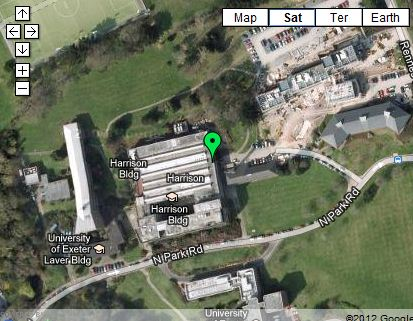 Map Sat Ter Earth
Renne
Harrison
Bldg
Harrison
Harrison
Bldg
N Park Rd
University
of Exeter
Laver Bldg
N Park Rd
University
©2012 Google